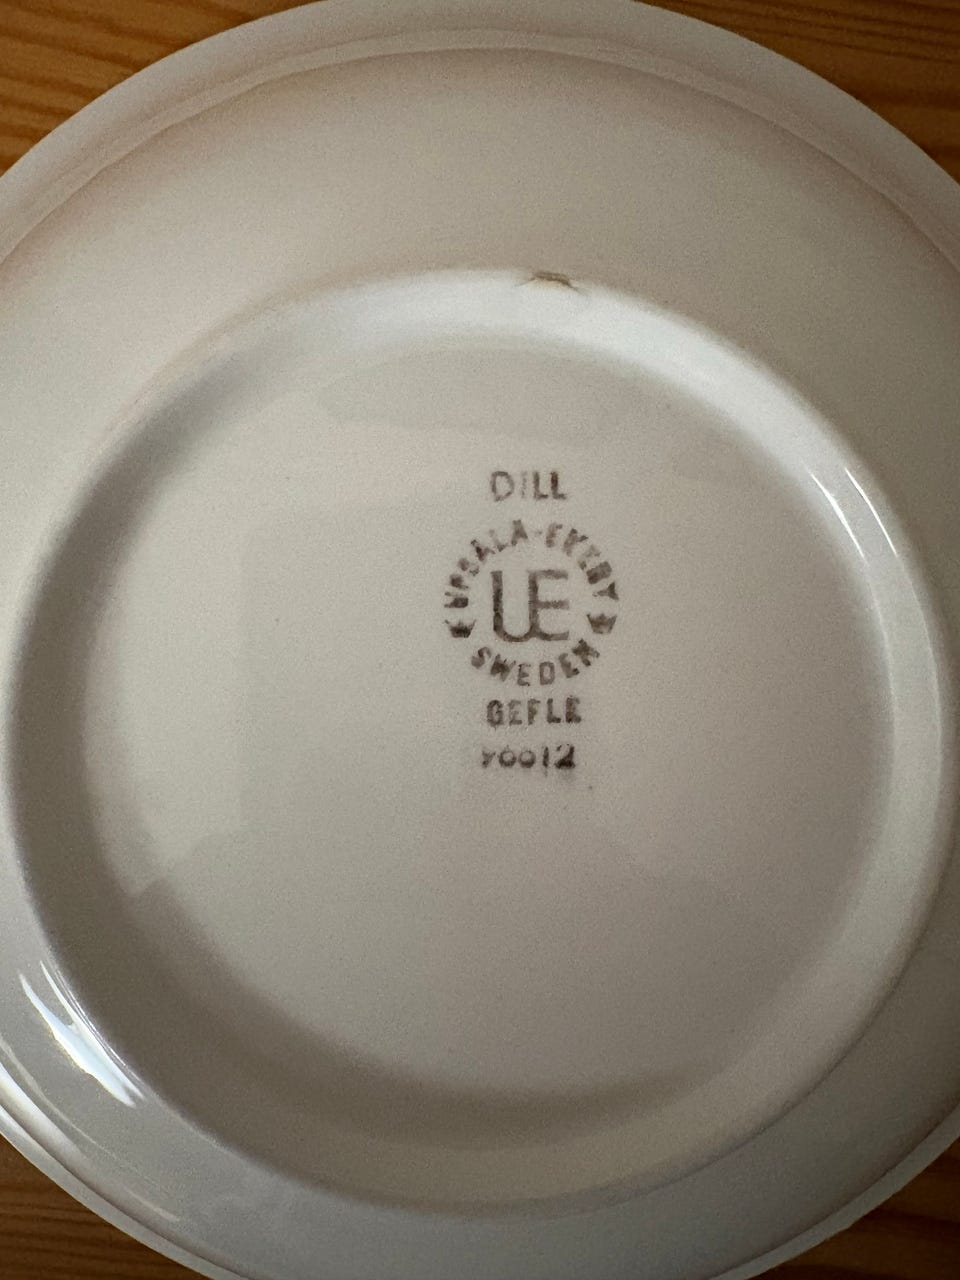 DILL
UPSALA-EKEBY
UE
SWEDEN
GEFLE